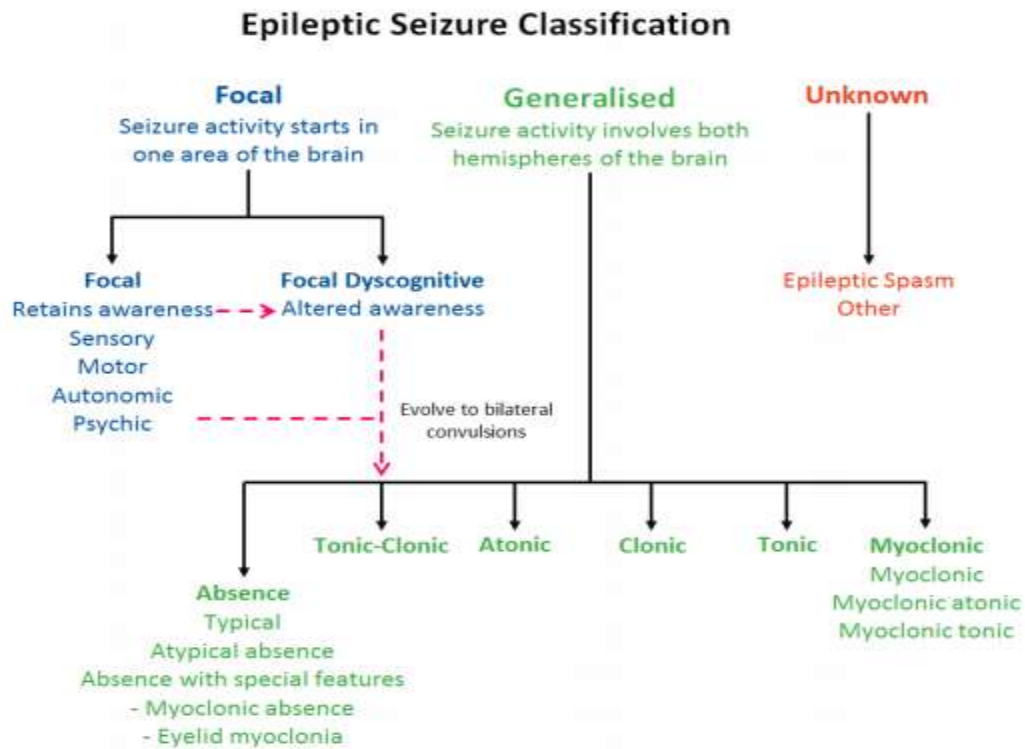 Epileptic Seizure Classification
Focal
Seizure activity starts in
one area of the brain
Generalised
Seizure activity involves both
hemispheres of the brain
Unknown
Focal
Retains awareness
Sensory
Motor
Autonomic
Psychic
Focal Dyscognitive
Altered awareness
Epileptic Spasm
Other
Evolve to bilateral
convulsions
Absence
Typical
Atypical absence
Absence with special features
- Myoclonic absence
- Eyelid myoclonia
Tonic-Clonic
Atonic
Clonic
Tonic
Myoclonic
Myoclonic
Myoclonic atonic
Myoclonic tonic